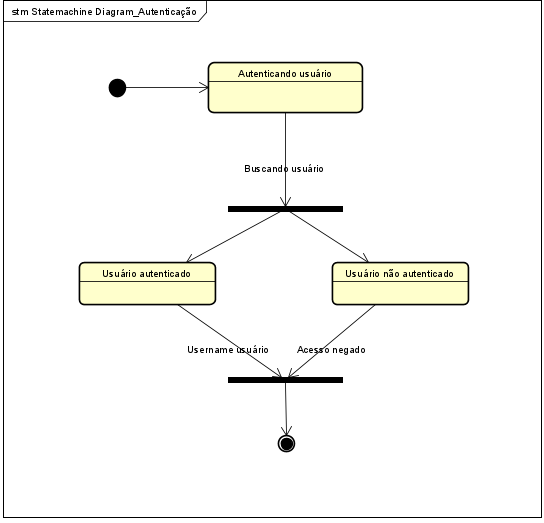 stm Statemachine Diagram_Autenticação
Autenticando usuário
Buscando usuário
Usuário autenticado
Usuário não autenticado
Username usuário
Acesso negado